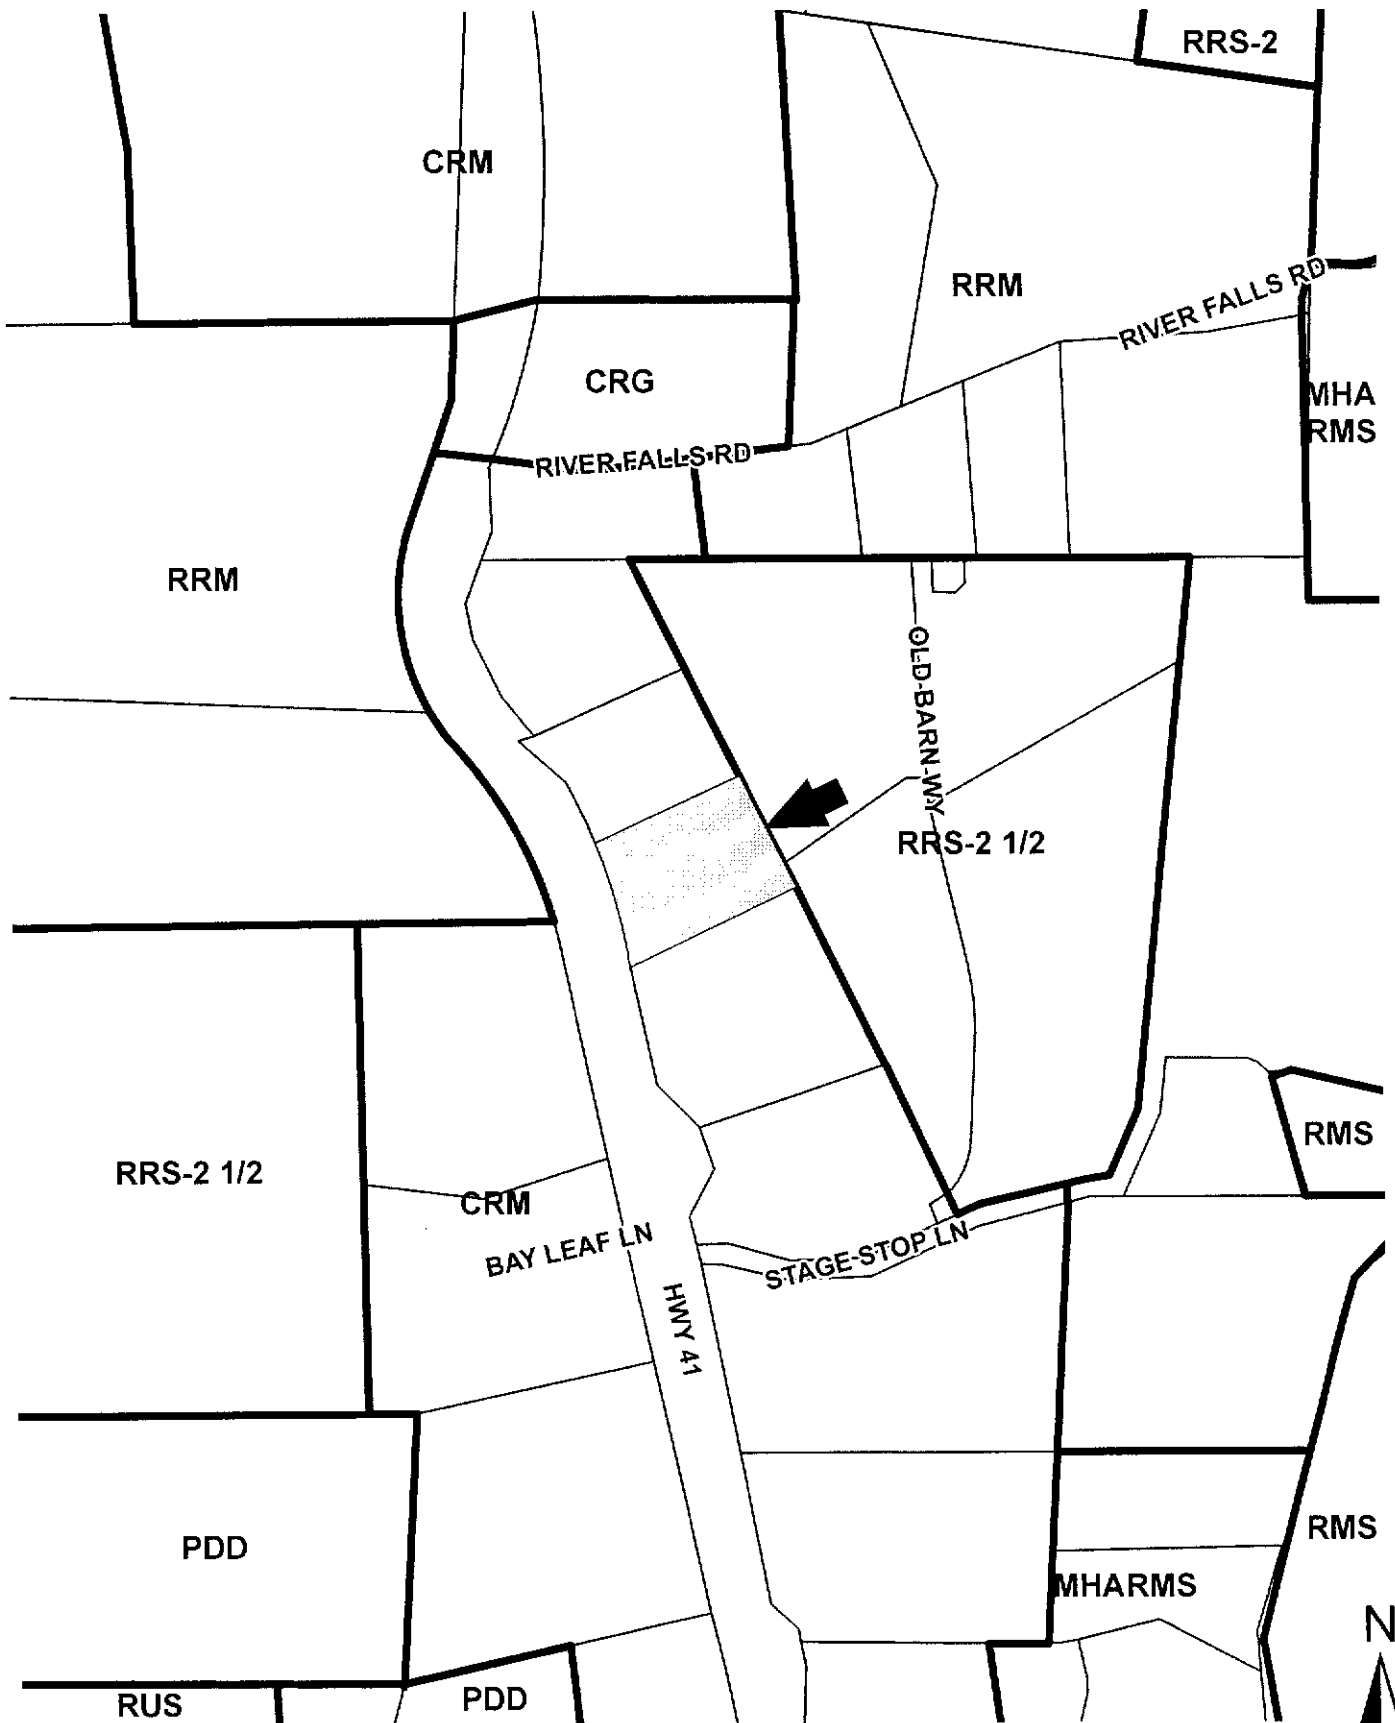 RRS-2
CRM
RRM
RIVER FALLS RD
CRG
MHA
RMS
RIVER FALLS RD
RRM
OLD BARN WY
RRS-2 1/2
RMS
RRS-2 1/2
CRM
BAY LEAF LN
STAGE STOP LN
HWY 41
RMS
PDD
MHARMS
N
RUS
PDD